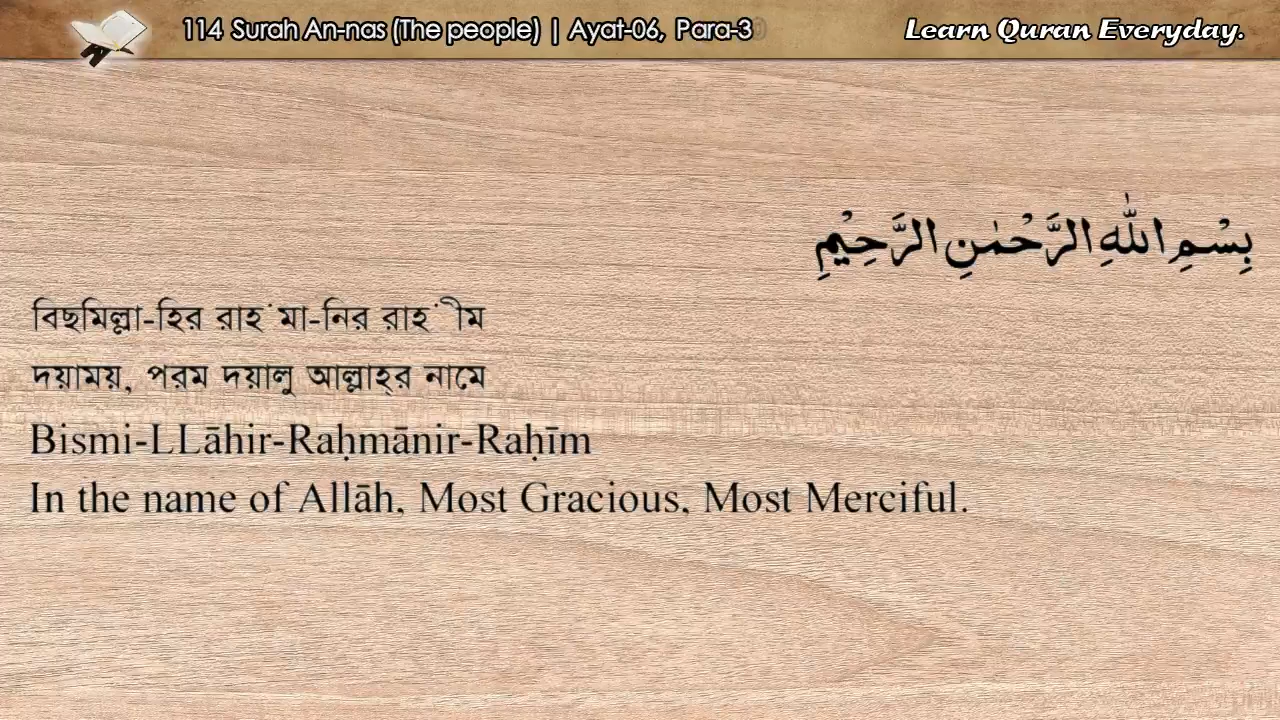 114 Surah An-nas (The people) | Ayat-06, Para-30
Learn Quran Everyday.
بِسْمِ اللّٰهِ الرَّحْمٰنِ الرَّحِيْمِ
বিছমিল্লা-হির রাহ'মা-নির রাহ'ীম
দয়াময়, পরম দয়ালু আল্লাহ্‌র নামে
Bismi-LLāhir-Raḥmānir-Raḥīm
In the name of Allāh, Most Gracious, Most Merciful.